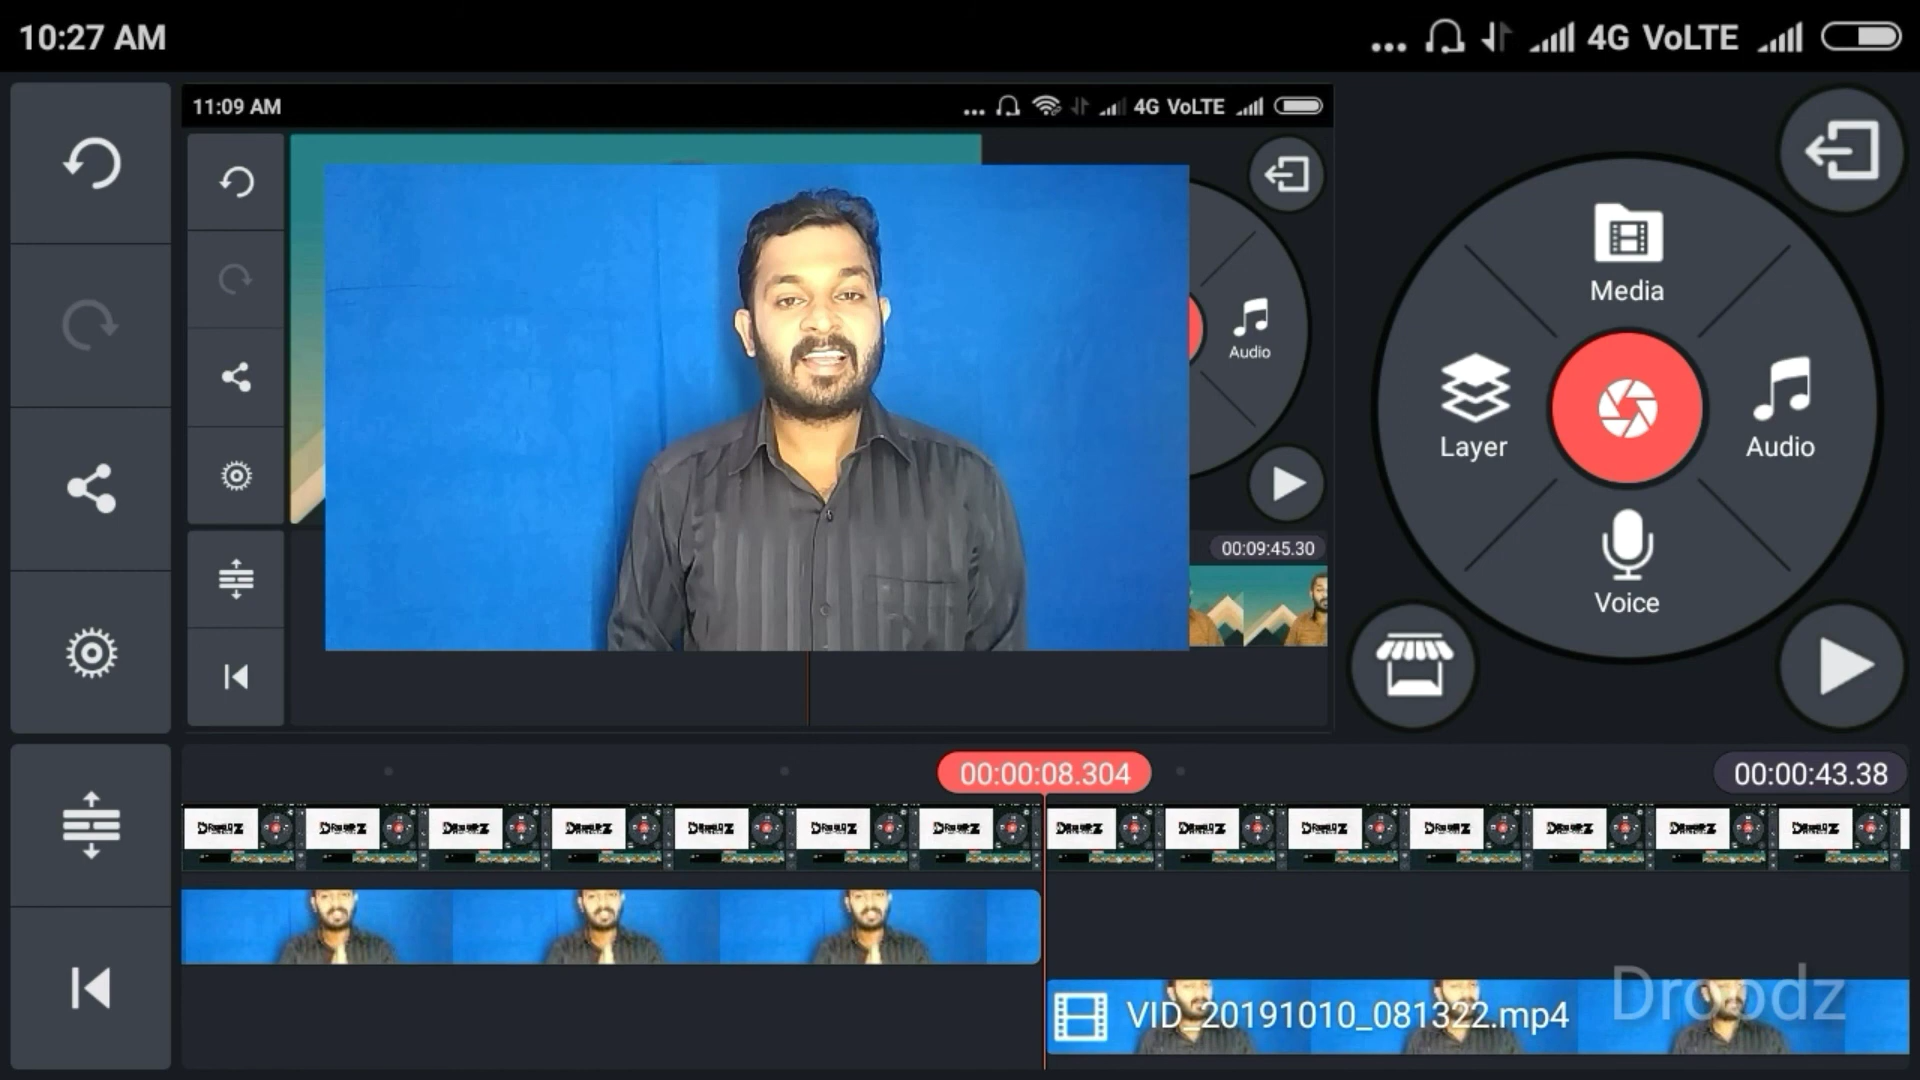 10:27 AM
... 4G VoLTE
11:09 AM
... 4G VoLTE
Audio
00:09:45.30
Media
Layer
Audio
Voice
00:00:08.304
00:00:43.38
VID_20191010_081322.mp4
Droodz